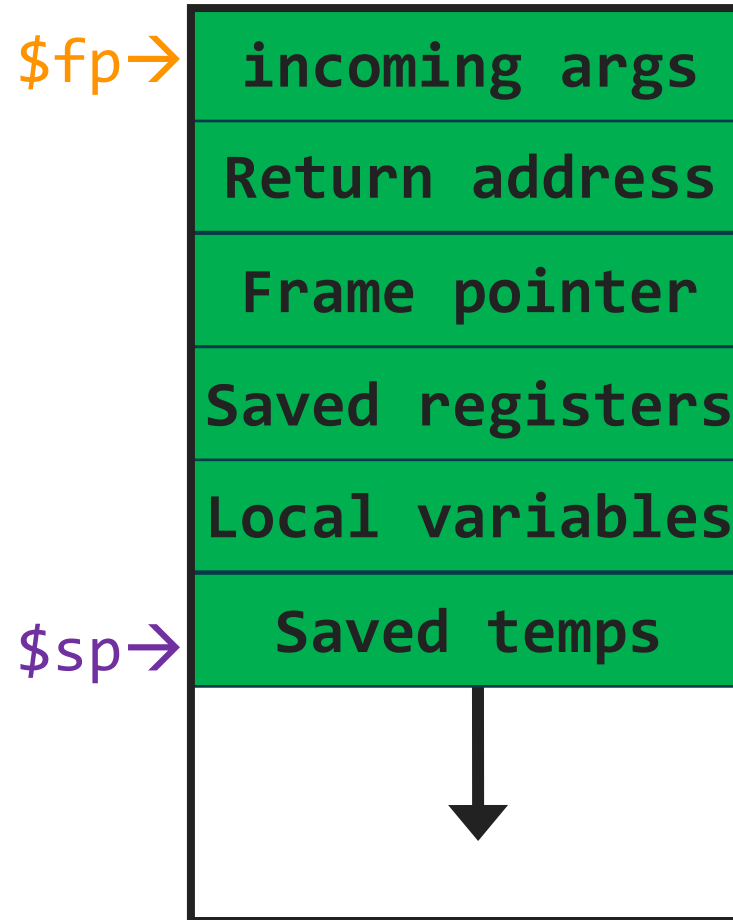 $fp→ incoming args
Return address
Frame pointer
Saved registers
Local variables
$sp→ Saved temps